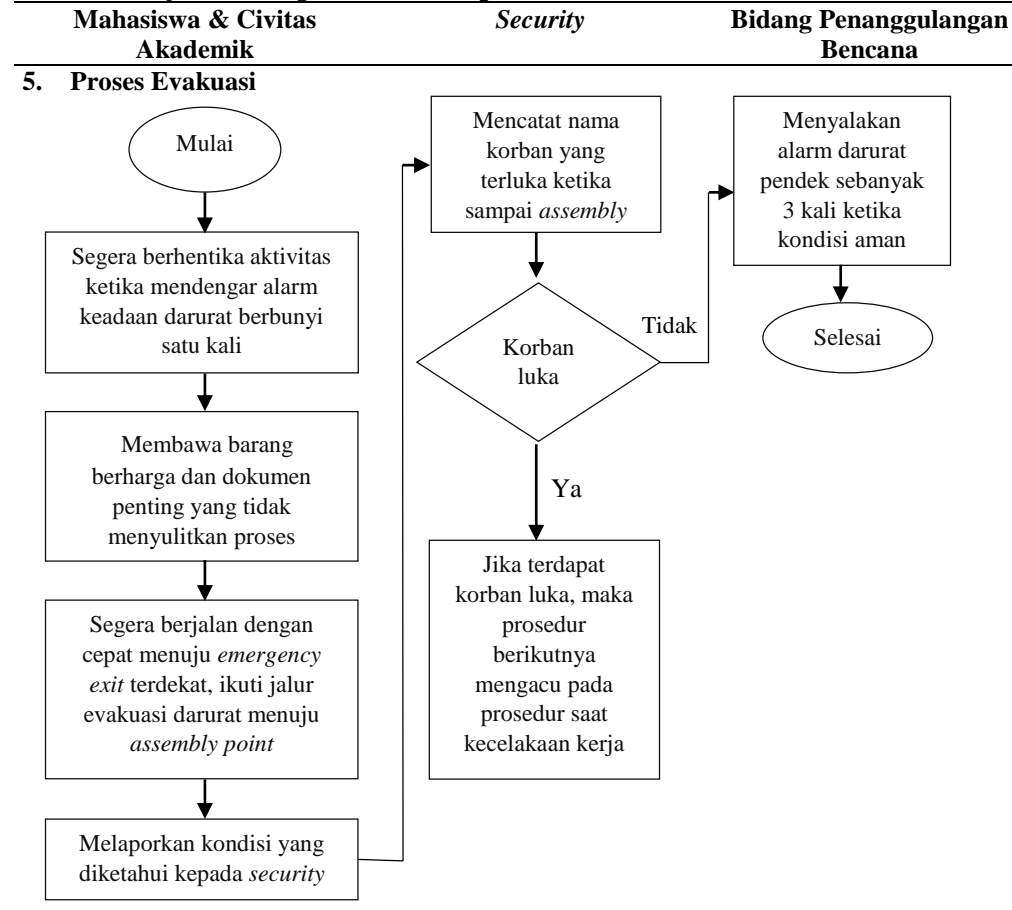 Mahasiswa & Civitas
Akademik
Security
Bidang Penanggulangan
Bencana
5. Proses Evakuasi
Mulai
Segera berhentika aktivitas
ketika mendengar alarm
keadaan darurat berbunyi
satu kali
Membawa barang
berharga dan dokumen
penting yang tidak
menyulitkan proses
Segera berjalan dengan
cepat menuju emergency
exit terdekat, ikuti jalur
evakuasi darurat menuju
assembly point
Melaporkan kondisi yang
diketahui kepada security
Mencatat nama
korban yang
terluka ketika
sampai assembly
Korban
luka
Tidak
Ya
Jika terdapat
korban luka, maka
prosedur
berikutnya
mengacu pada
prosedur saat
kecelakaan kerja
Menyalakan
alarm darurat
pendek sebanyak
3 kali ketika
kondisi aman
Selesai